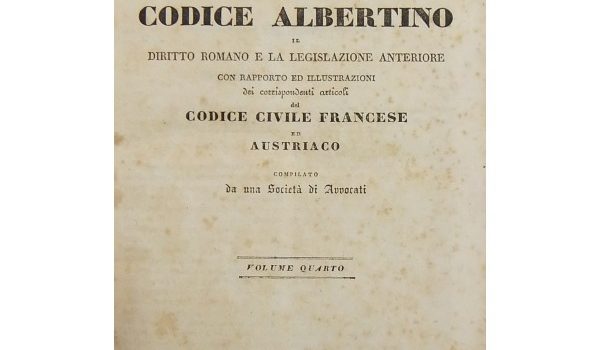 CODICE ALBERTINO
IL
DIRITTO ROMANO E LA LEGISLAZIONE ANTERIORE
CON RAPPORTO ED ILLUSTRAZIONI
dei corrispondenti articoli
del
CODICE CIVILE FRANCESE
ED
AUSTRIACO
COMPILATO
da una Società di Avvocati
VOLUME QUARTO